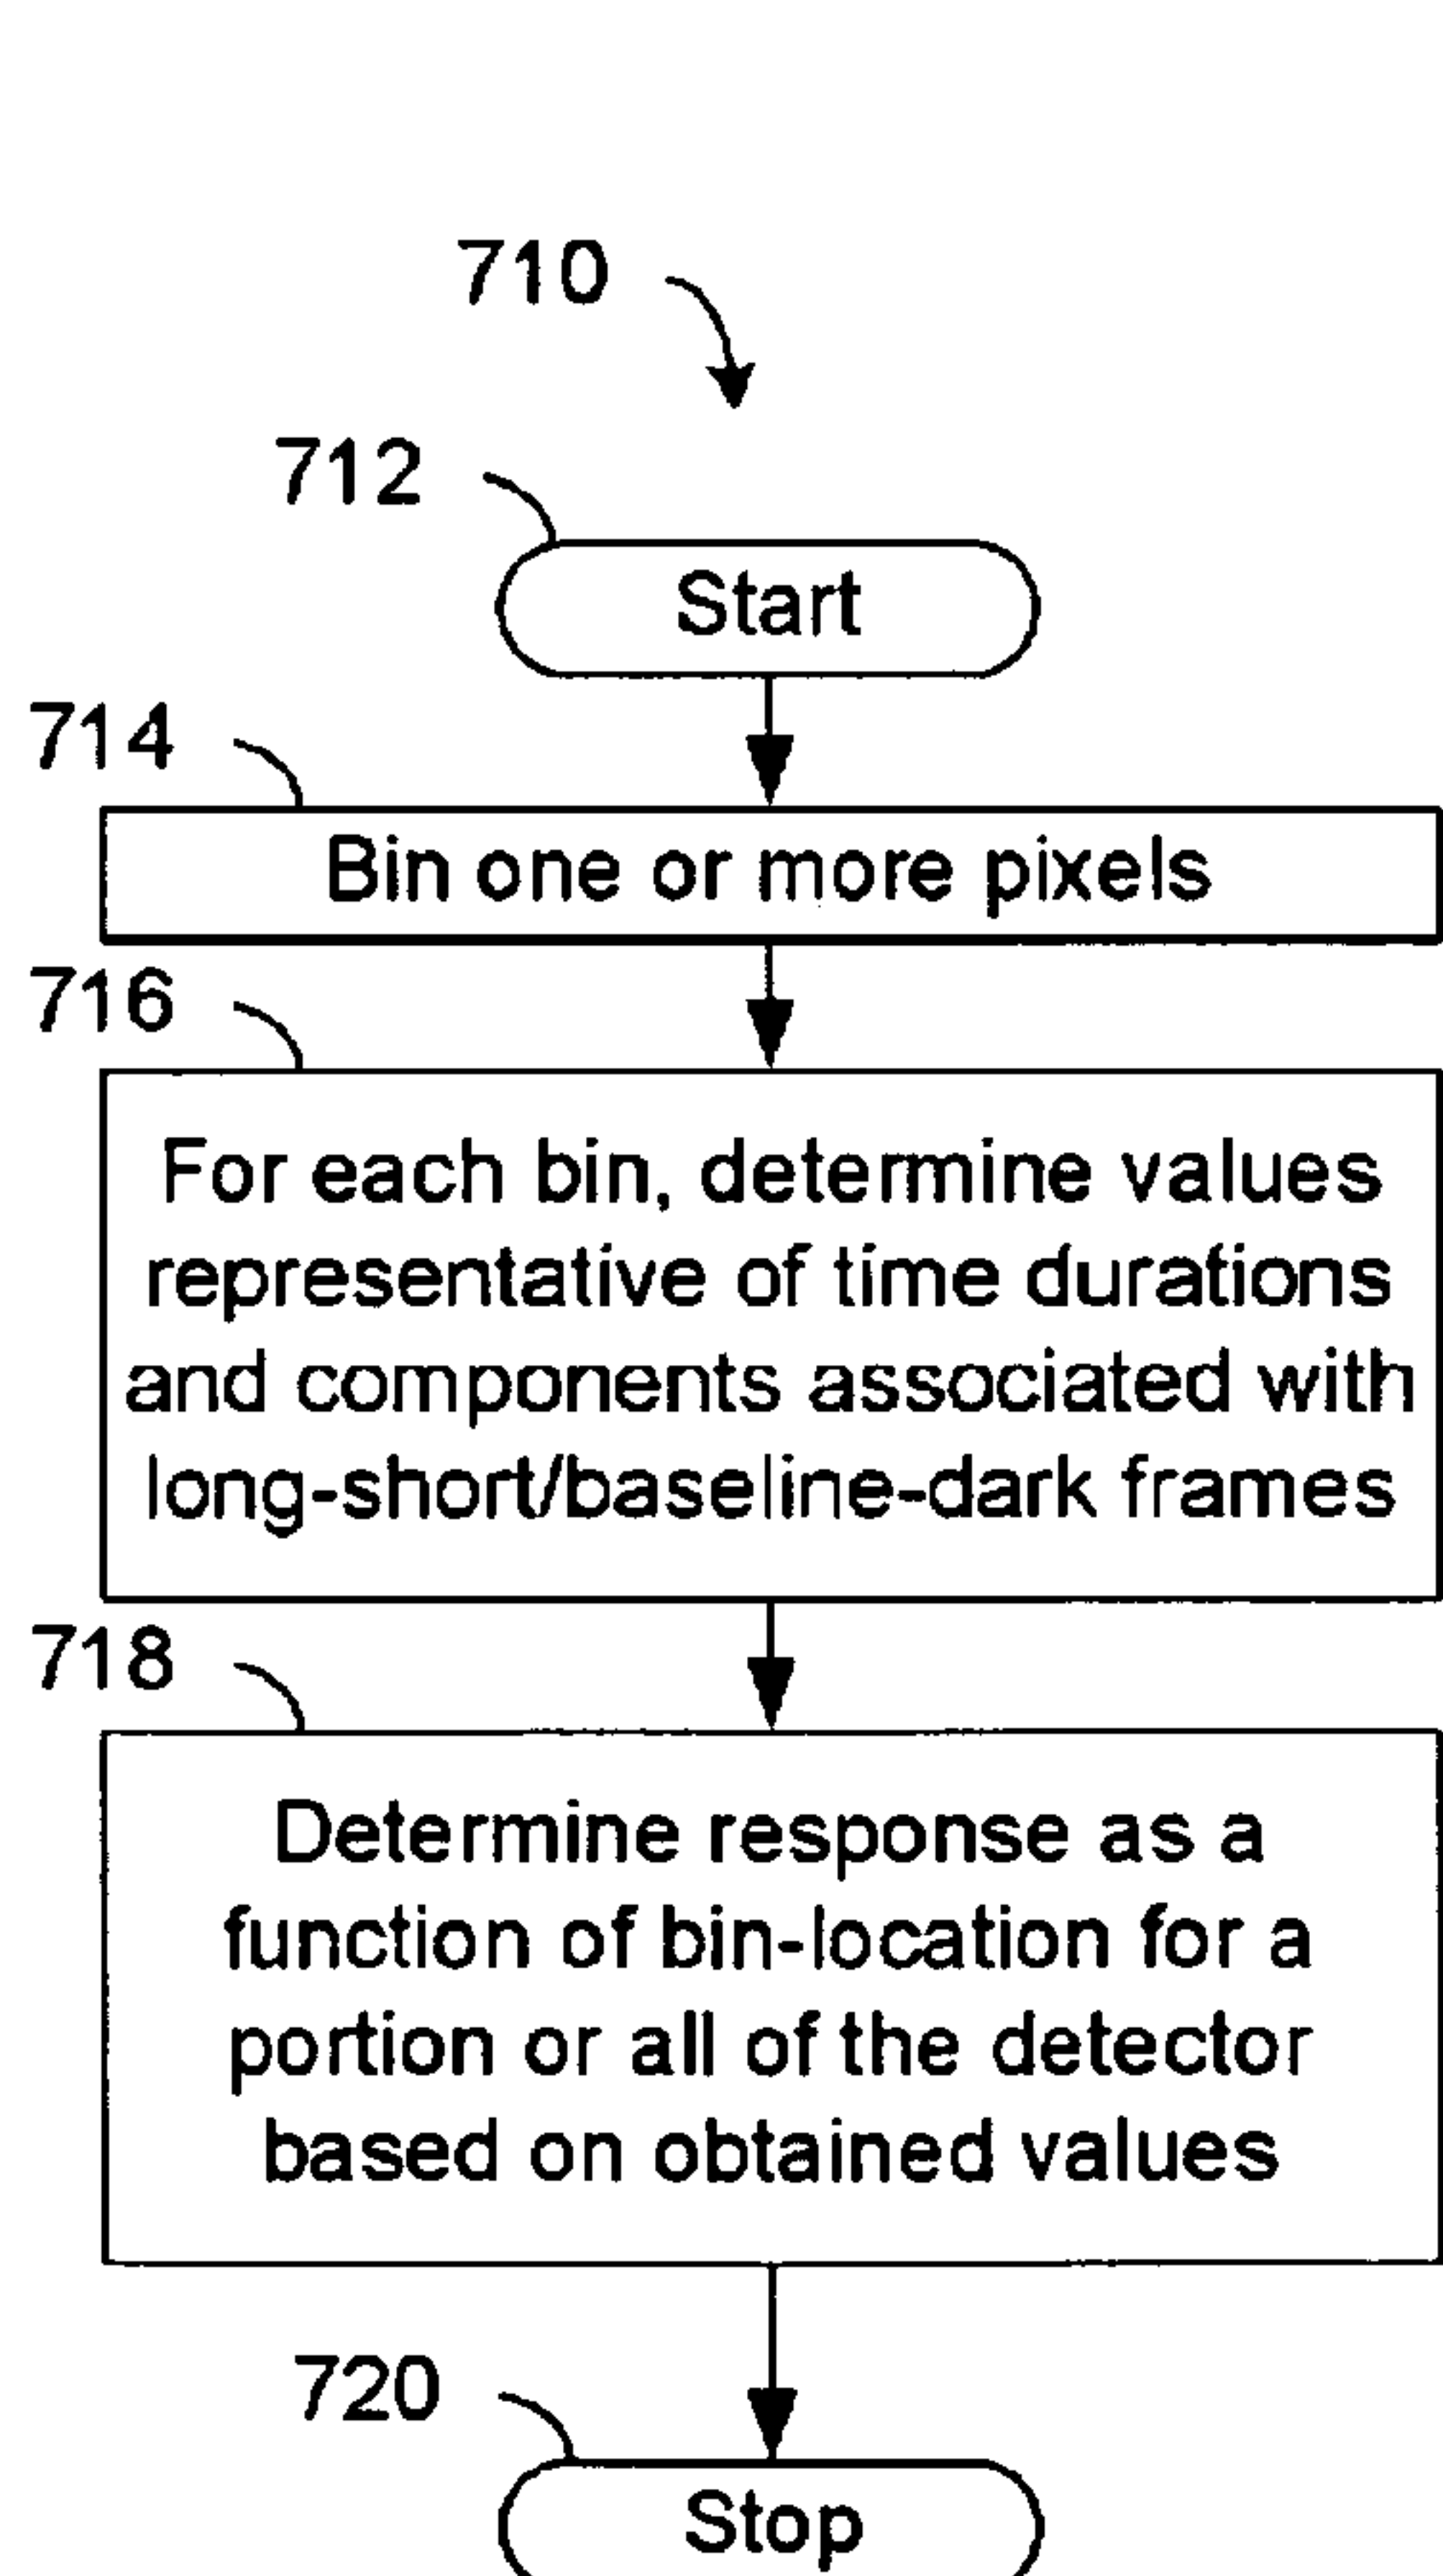 710
712
Start
714
Bin one or more pixels
716
For each bin, determine values
representative of time durations
and components associated with
long-short/baseline-dark frames
718
Determine response as a
function of bin-location for a
portion or all of the detector
based on obtained values
720
Stop